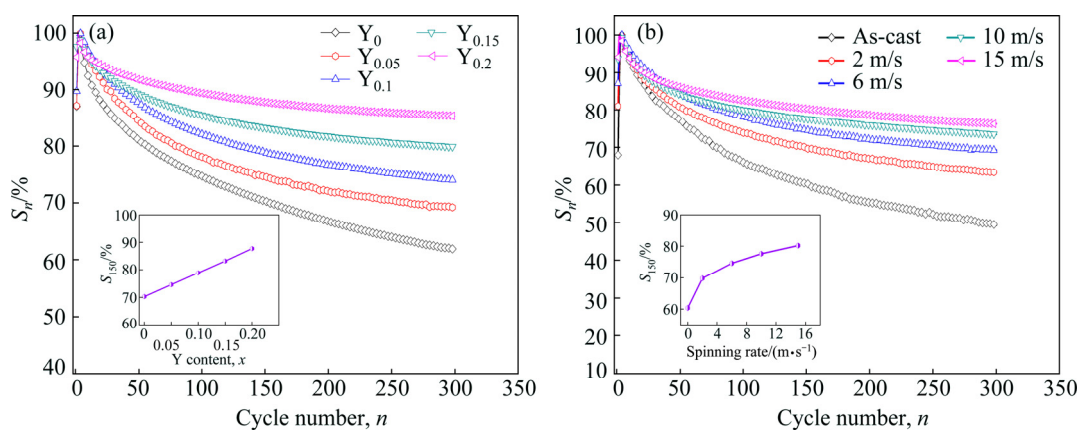 (a)
Y0
Y0.05
Y0.1
Y0.15
Y0.2
Sn/%
100
90
80
70
60
50
40
0 50 100 150 200 250 300
Cycle number, n
S150/%
100
90
80
70
60
0 0.05 0.10 0.15 0.20
Y content, x
(b)
As-cast
2 m/s
6 m/s
10 m/s
15 m/s
Sn/%
100
90
80
70
60
50
40
30
20
10
0 50 100 150 200 250 300
Cycle number, n
S150/%
90
80
70
60
0 4 8 12 16
Spinning rate/(m•s⁻¹)